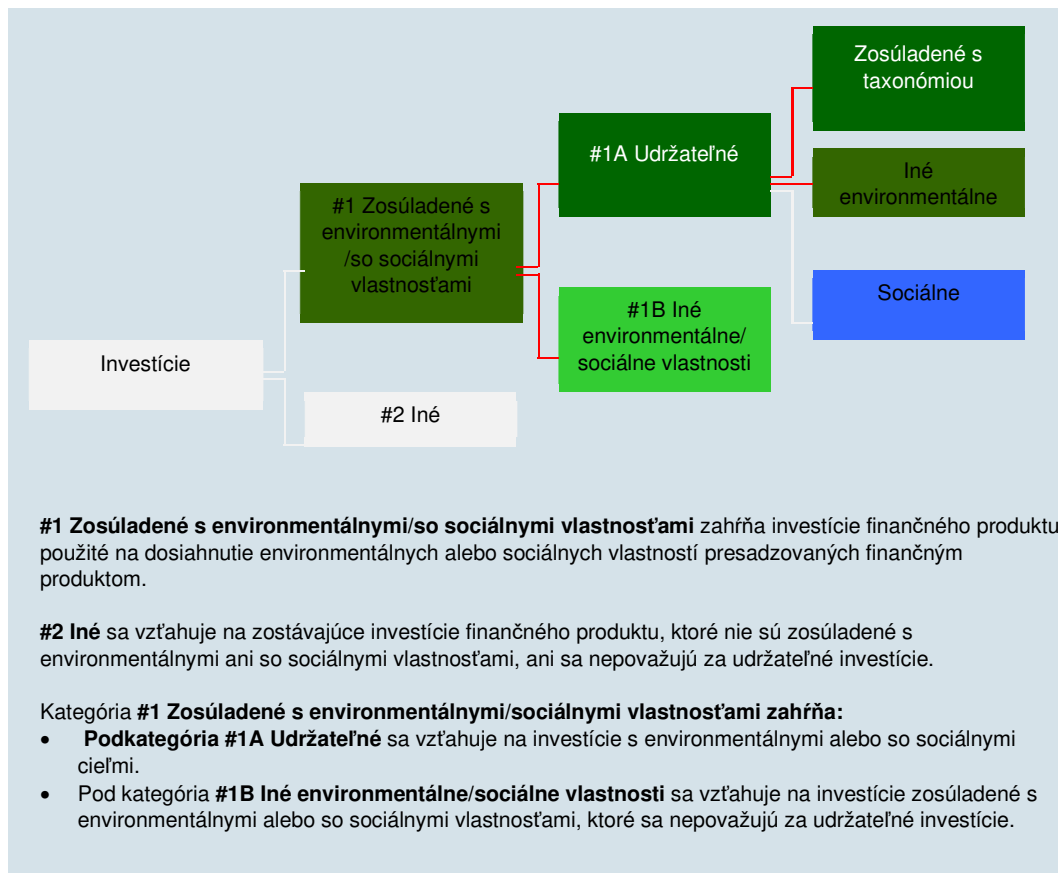 Zosúladené s
taxonómiou
#1A Udržateľné
Iné
environmentálne
#1 Zosúladené s
environmentálnymi
/so sociálnymi
vlastnosťami
Sociálne
#1B Iné
environmentálne/
sociálne vlastnosti
Investície
#2 Iné
#1 Zosúladené s environmentálnymi/so sociálnymi vlastnosťami zahŕňa investície finančného produktu
použité na dosiahnutie environmentálnych alebo sociálnych vlastností presadzovaných finančným
produktom.
#2 Iné sa vzťahuje na zostávajúce investície finančného produktu, ktoré nie sú zosúladené s
environmentálnymi ani so sociálnymi vlastnosťami, ani sa nepovažujú za udržateľné investície.
Kategória #1 Zosúladené s environmentálnymi/sociálnymi vlastnosťami zahŕňa:
• Podkategória #1A Udržateľné sa vzťahuje na investície s environmentálnymi alebo so sociálnymi
cieľmi.
• Pod kategória #1B Iné environmentálne/sociálne vlastnosti sa vzťahuje na investície zosúladené s
environmentálnymi alebo so sociálnymi vlastnosťami, ktoré sa nepovažujú za udržateľné investície.